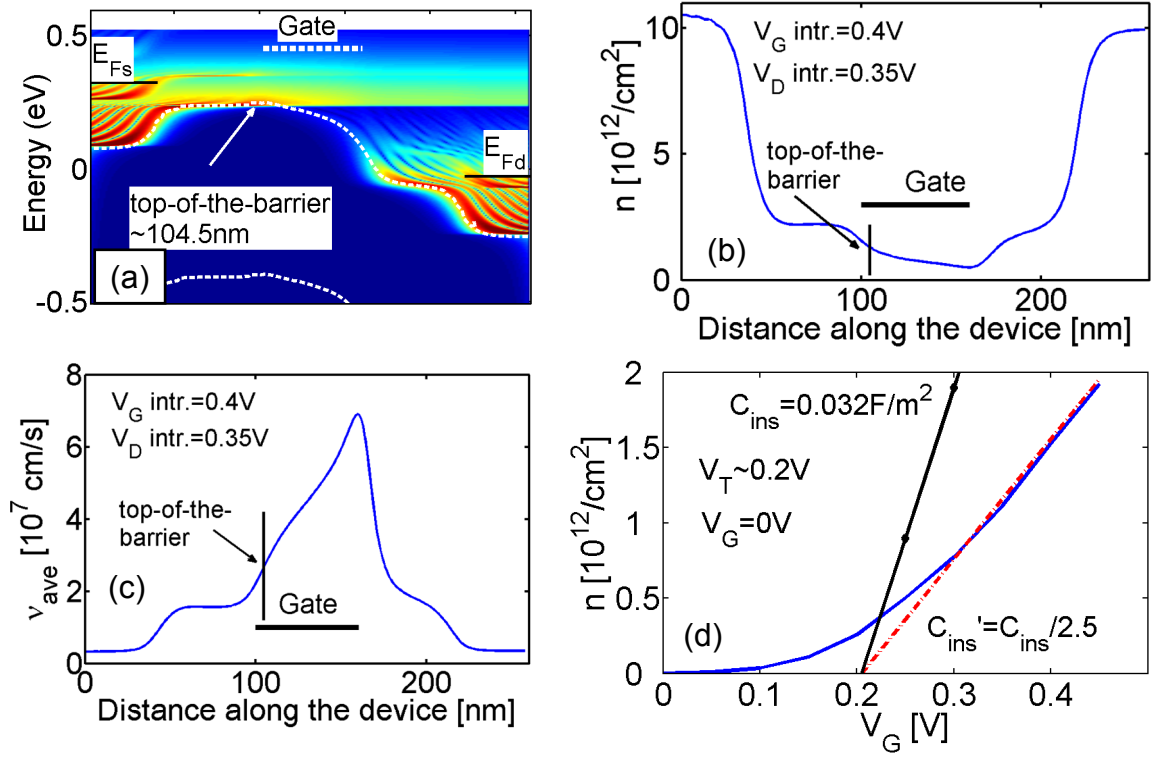 Gate
E_Fs
E_Fd
top-of-the-barrier
~104.5nm
(a)
Energy (eV)
0.5
0
-0.5
V_G intr.=0.4V
V_D intr.=0.35V
top-of-the-
barrier
Gate
(b)
n [10^12/cm^2]
10
5
0
0
100
200
Distance along the device [nm]
V_G intr.=0.4V
V_D intr.=0.35V
top-of-the-
barrier
Gate
(c)
ν_ave [10^7 cm/s]
8
6
4
2
0
0
100
200
Distance along the device [nm]
C_ins=0.032F/m^2
V_T~0.2V
V_G=0V
C_ins'=C_ins/2.5
(d)
n [10^12/cm^2]
2
1.5
1
0.5
0
0
0.1
0.2
0.3
0.4
V_G [V]